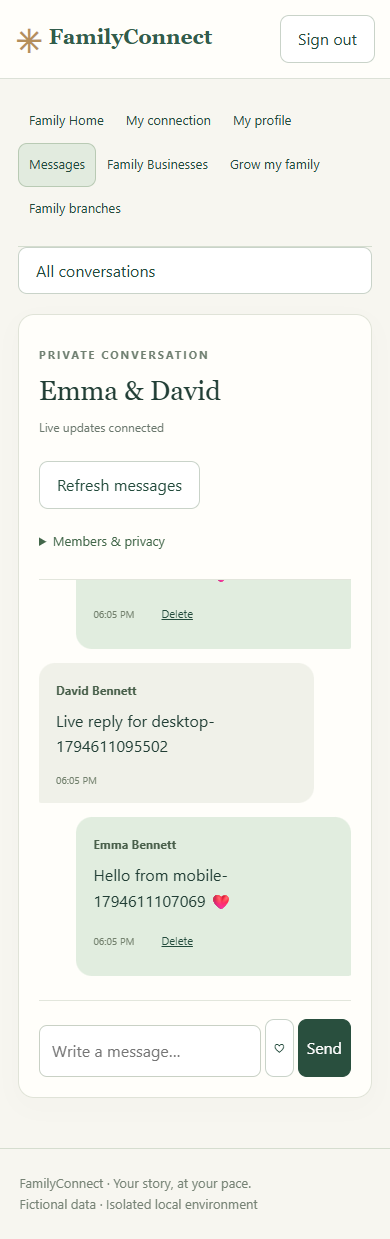 FamilyConnect
Sign out
Family Home
My connection
My profile
Messages
Family Businesses
Grow my family
Family branches
All conversations
PRIVATE CONVERSATION
Emma & David
Live updates connected
Refresh messages
Members & privacy
06:05 PM Delete
David Bennett
Live reply for desktop-
1794611095502
06:05 PM
Emma Bennett
Hello from mobile-
1794611107069 ❤️
06:05 PM Delete
Write a message...
Send
FamilyConnect · Your story, at your pace.
Fictional data · Isolated local environment